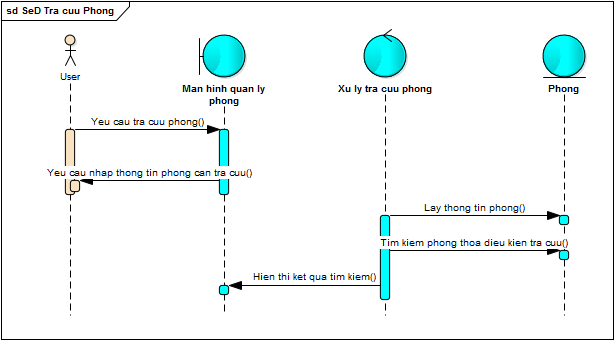 sd SeD Tra cuu Phong
User
Man hinh quan ly
phong
Xu ly tra cuu phong
Phong
Yeu cau tra cuu phong()
Yeu cau nhap thong tin phong can tra cuu()
Lay thong tin phong()
Tim kiem phong thoa dieu kien tra cuu()
Hien thi ket qua tim kiem()